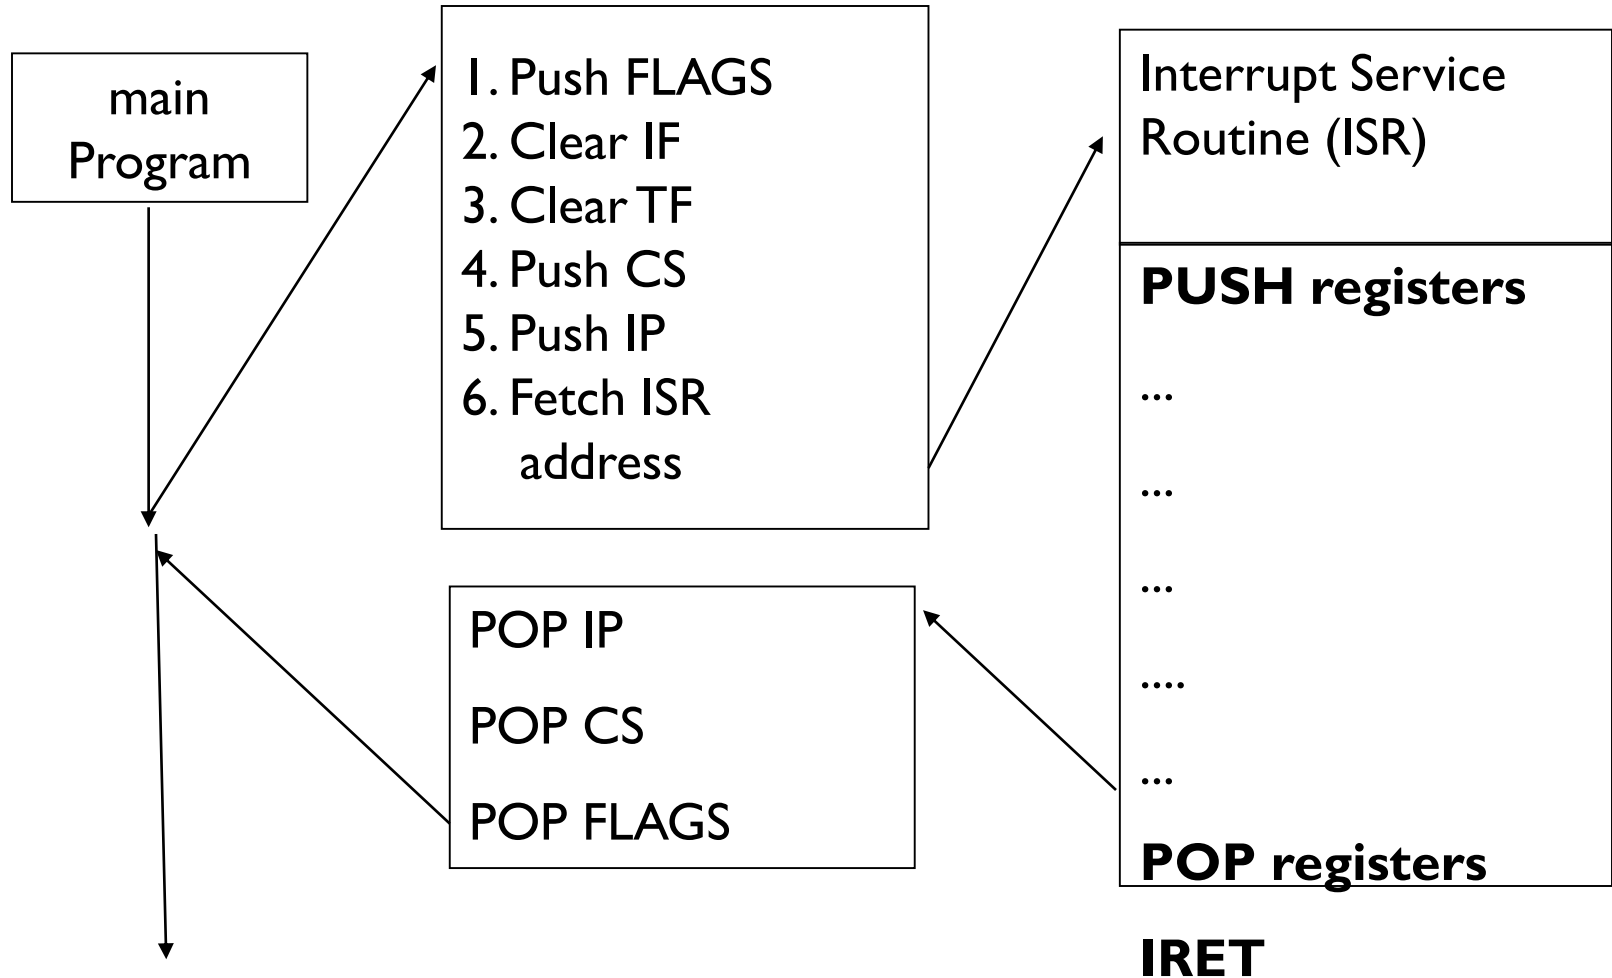 main
Program
1. Push FLAGS
2. Clear IF
3. Clear TF
4. Push CS
5. Push IP
6. Fetch ISR
address
Interrupt Service
Routine (ISR)
PUSH registers
...
...
...
....
...
POP registers
IRET
POP IP
POP CS
POP FLAGS